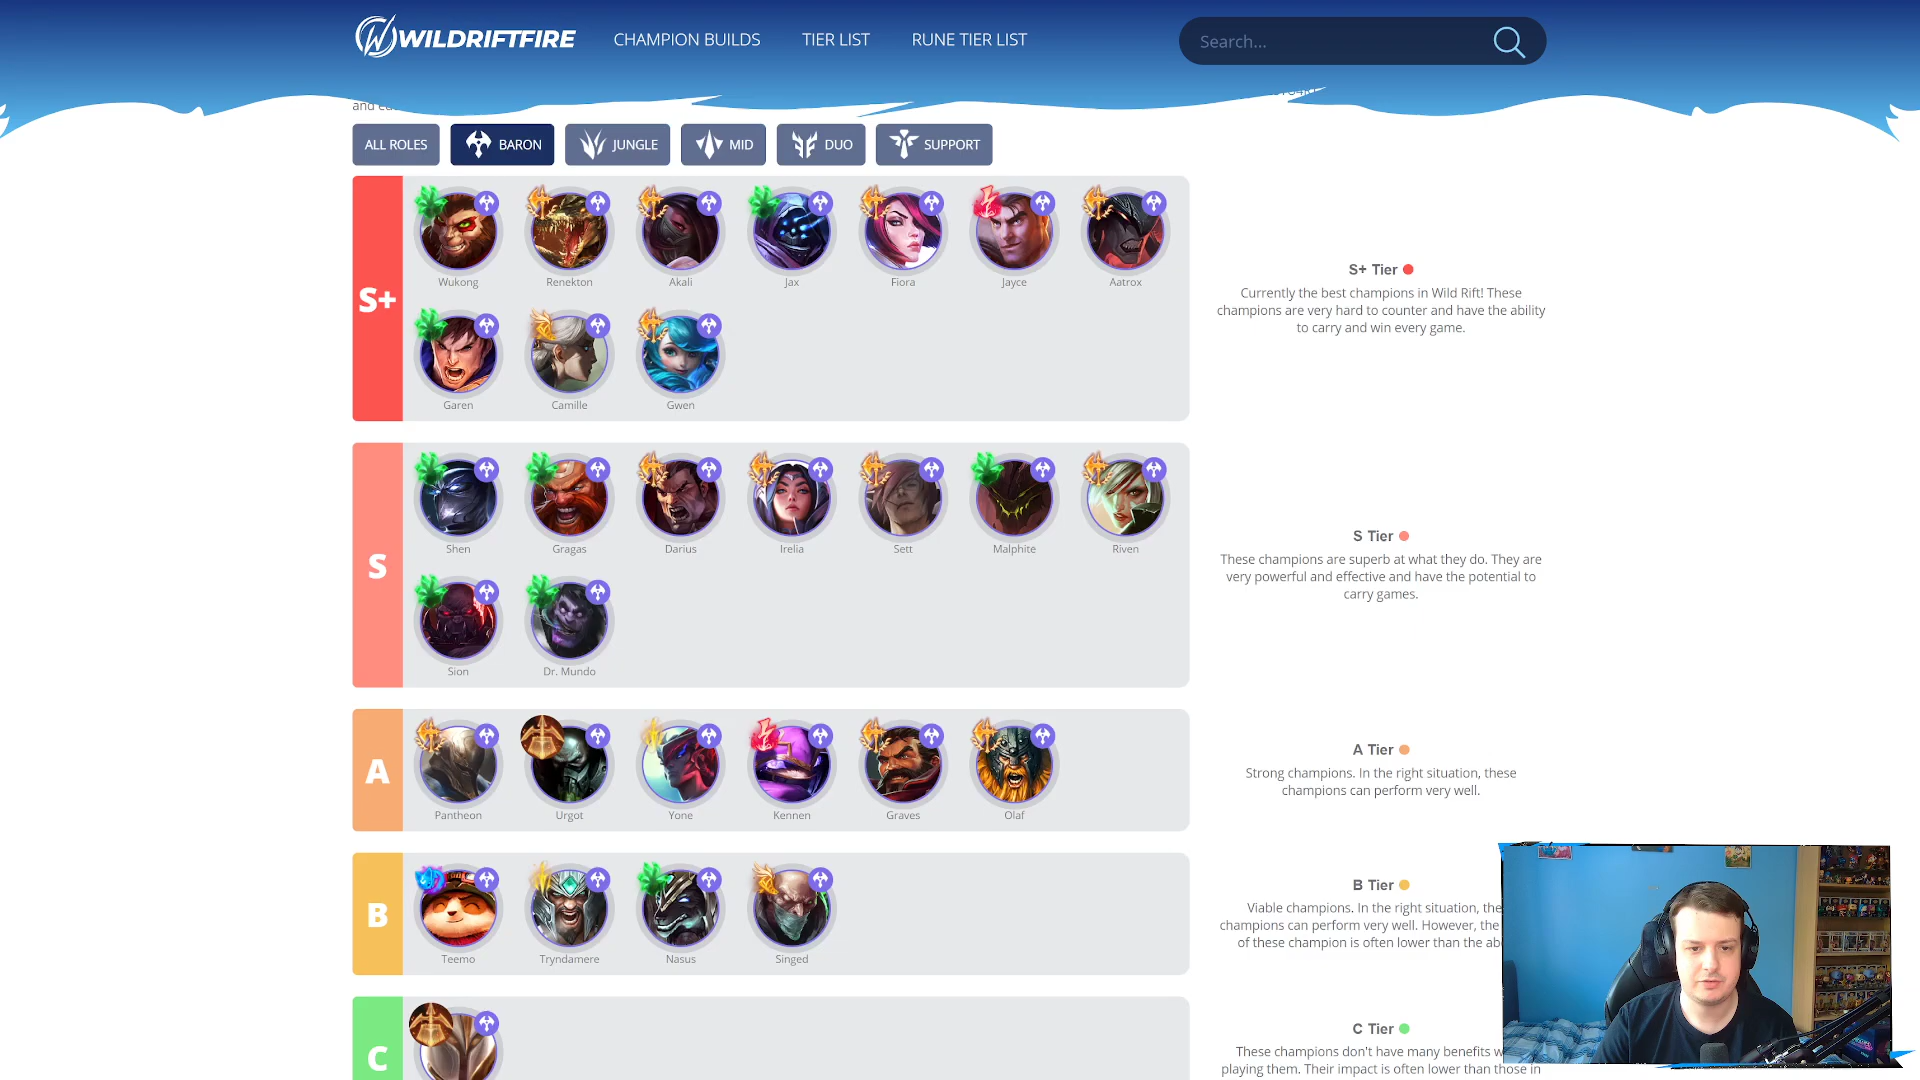 WILDRIFTFIRE
CHAMPION BUILDS
TIER LIST
RUNE TIER LIST
Search...
ALL ROLES
BARON
JUNGLE
MID
DUO
SUPPORT
S+
Wukong
Renekton
Akali
Jax
Fiora
Jayce
Aatrox
Garen
Camille
Gwen
S+ Tier
Currently the best champions in Wild Rift! These
champions are very hard to counter and have the ability
to carry and win every game.
S
Shen
Gragas
Darius
Irelia
Sett
Malphite
Riven
Sion
Dr. Mundo
S Tier
These champions are superb at what they do. They are
very powerful and effective and have the potential to
carry games.
A
Pantheon
Urgot
Yone
Kennen
Graves
Olaf
A Tier
Strong champions. In the right situation, these
champions can perform very well.
B
Teemo
Tryndamere
Nasus
Singed
B Tier
Viable champions. In the right situation, the
champions can perform very well. However, the
of these champion is often lower than the
C
C Tier
These champions don't have many benefits
playing them. Their impact is often lower than those in